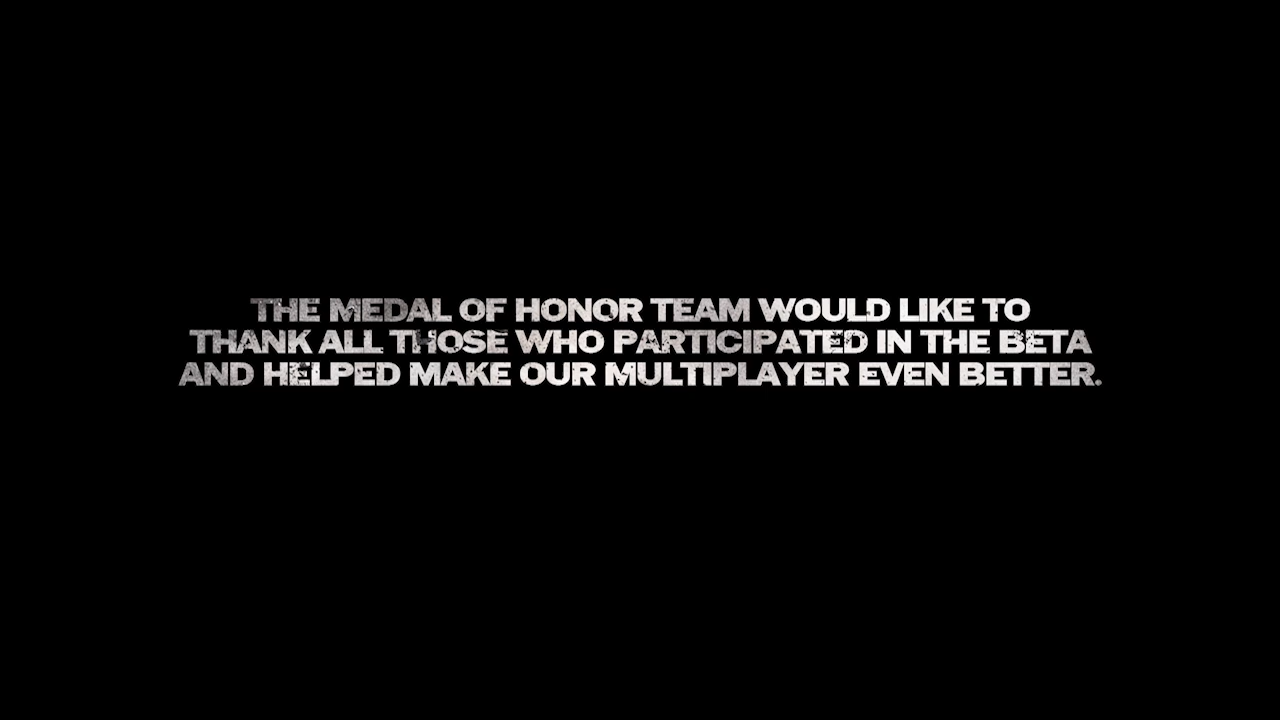 THE MEDAL OF HONOR TEAM WOULD LIKE TO
THANK ALL THOSE WHO PARTICIPATED IN THE BETA
AND HELPED MAKE OUR MULTIPLAYER EVEN BETTER.